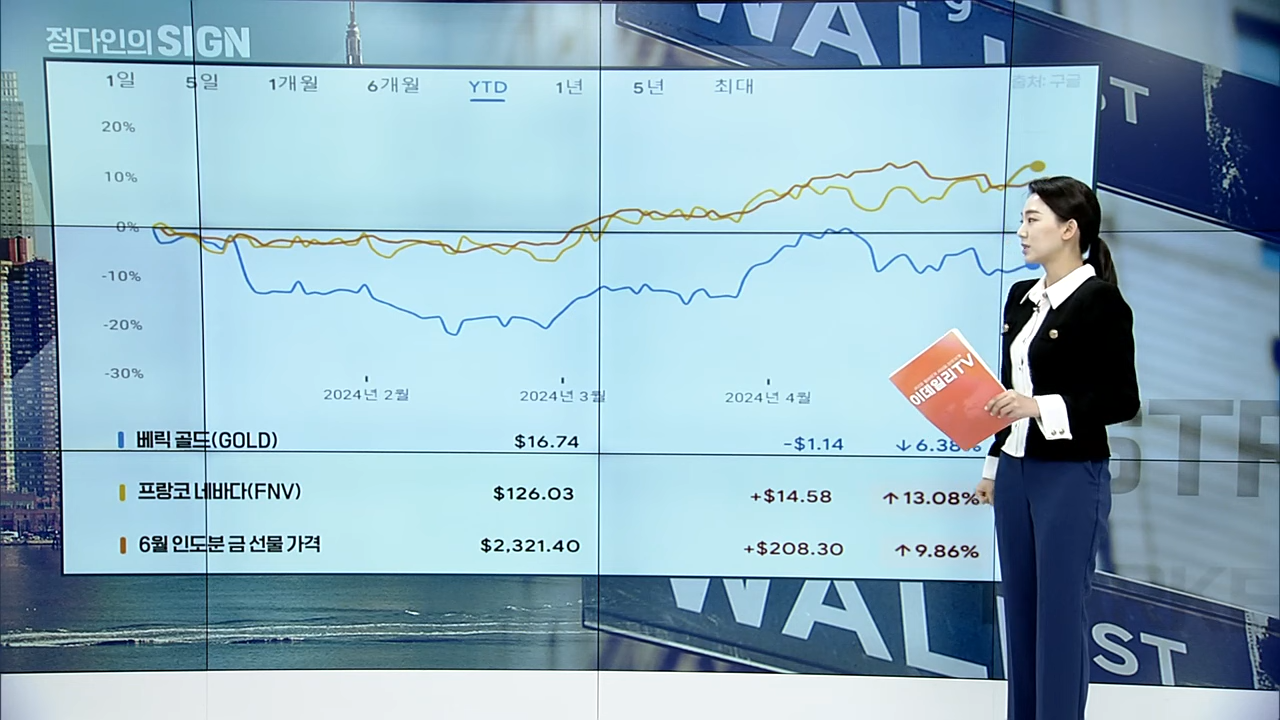 정다인의 SIGN
WALL
1일 5일 1개월 6개월 YTD 1년 5년 최대
출처: 구글
ST
20%
10%
0%
-10%
-20%
-30%
2024년 2월 2024년 3월 2024년 4월
이데일리TV
베릭 골드(GOLD) $16.74 -$1.14 ↓6.38%
프랑코 네바다(FNV) $126.03 +$14.58 ↑13.08%
6월 인도분 금 선물 가격 $2,321.40 +$208.30 ↑9.86%
WALL ST